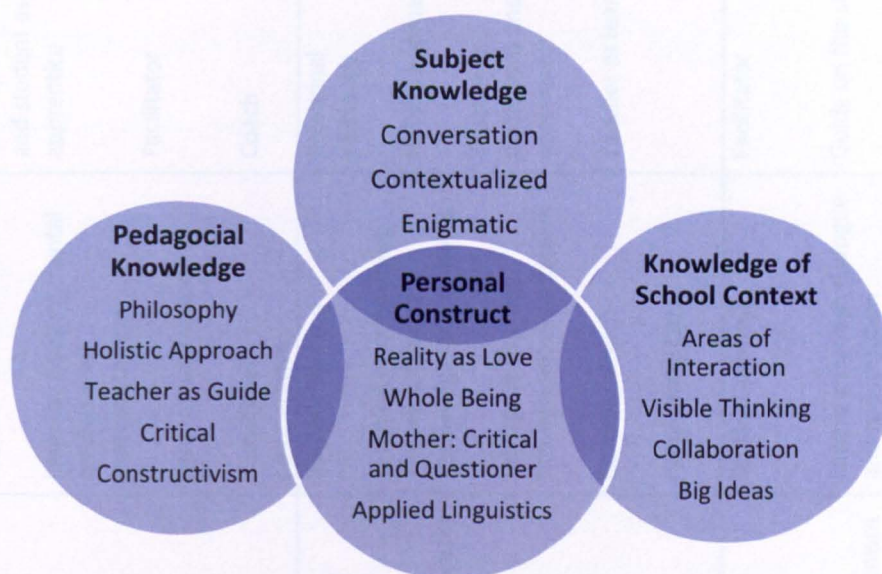 Subject
Knowledge
Conversation
Contextualized
Enigmatic
Pedagocial
Knowledge
Philosophy
Holistic Approach
Teacher as Guide
Critical
Constructivism
Personal
Construct
Reality as Love
Whole Being
Mother: Critical
and Questioner
Applied Linguistics
Knowledge of
School Context
Areas of
Interaction
Visible Thinking
Collaboration
Big Ideas